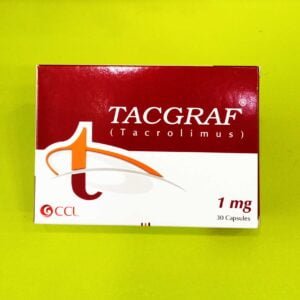 TACGRAF®
(Tacrolimus)
t
CCL
1 mg
30 Capsules